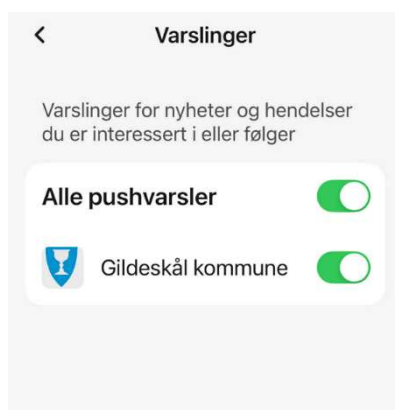 Varslinger
Varslinger for nyheter og hendelser
du er interessert i eller følger
Alle pushvarsler
Gildeskål kommune